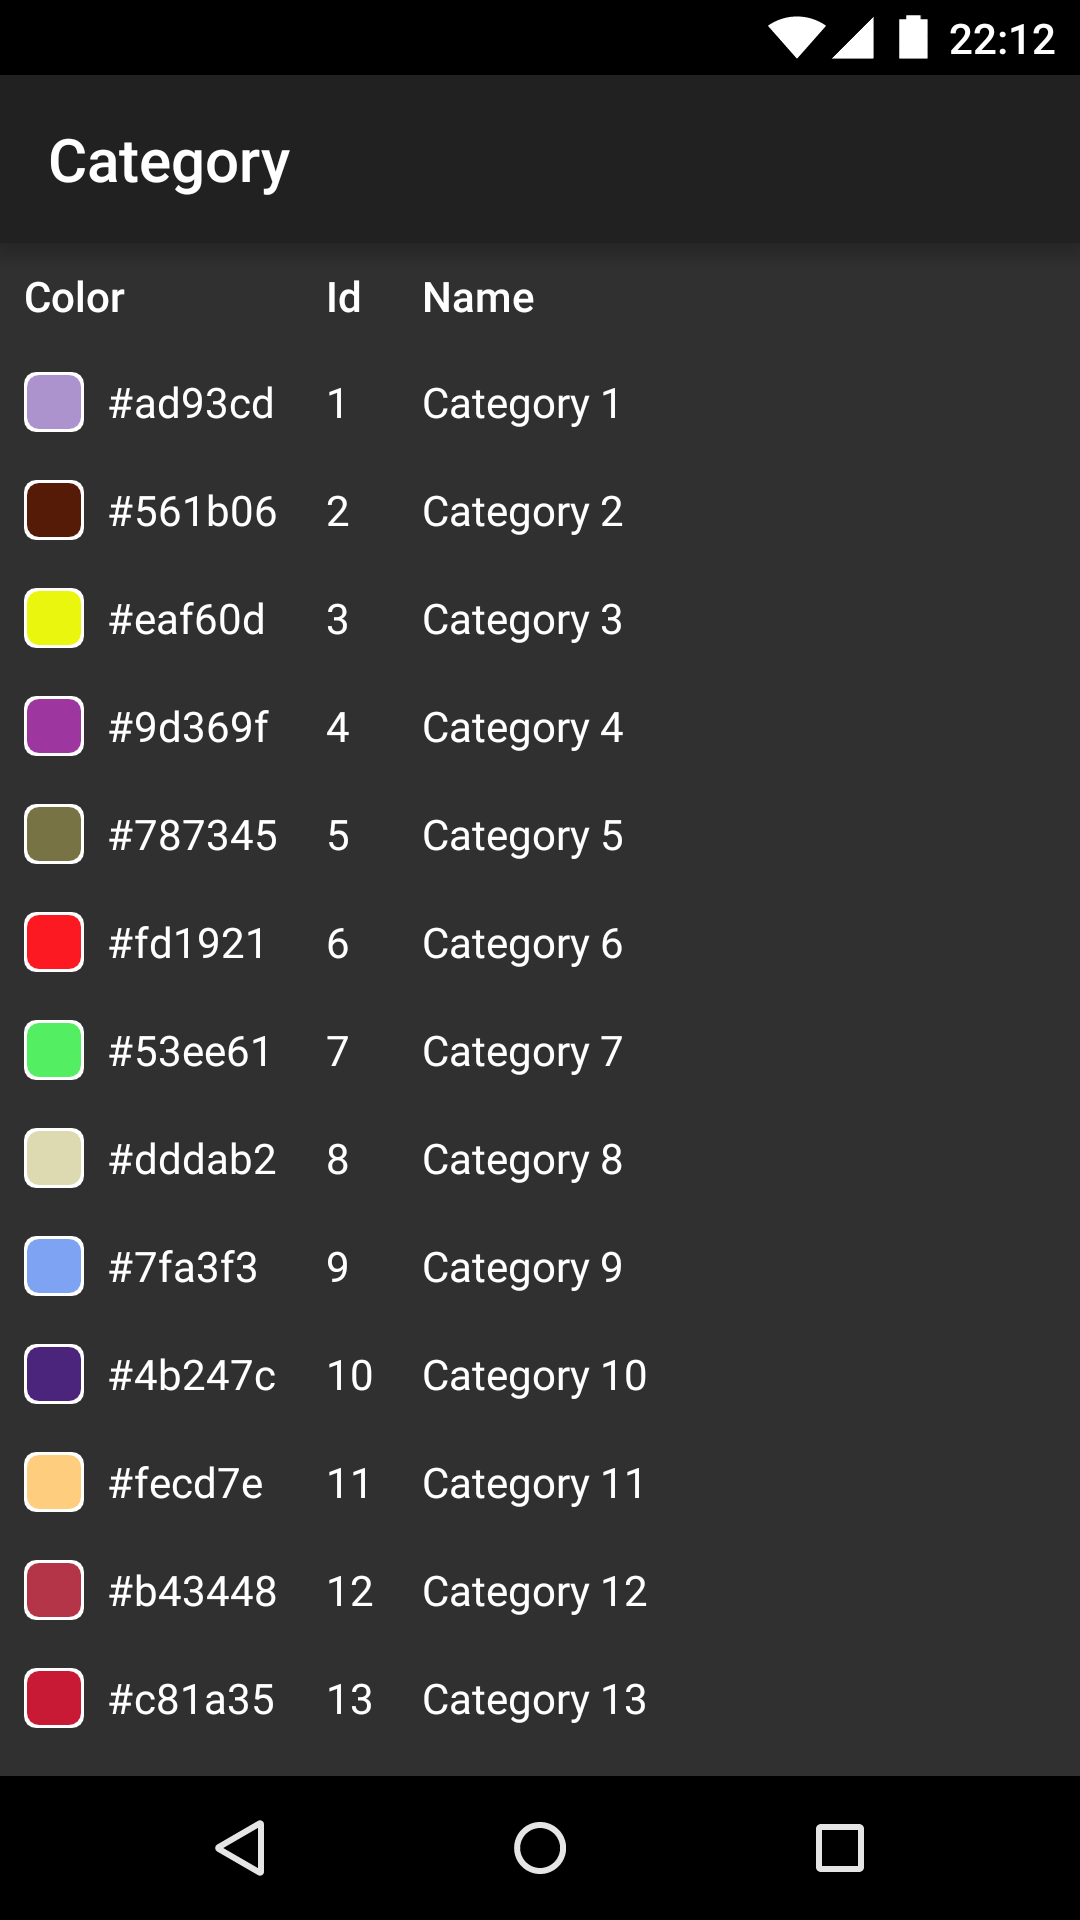 22:12
Category
Color Id Name
#ad93cd 1 Category 1
#561b06 2 Category 2
#eaf60d 3 Category 3
#9d369f 4 Category 4
#787345 5 Category 5
#fd1921 6 Category 6
#53ee61 7 Category 7
#dddab2 8 Category 8
#7fa3f3 9 Category 9
#4b247c 10 Category 10
#fecd7e 11 Category 11
#b43448 12 Category 12
#c81a35 13 Category 13